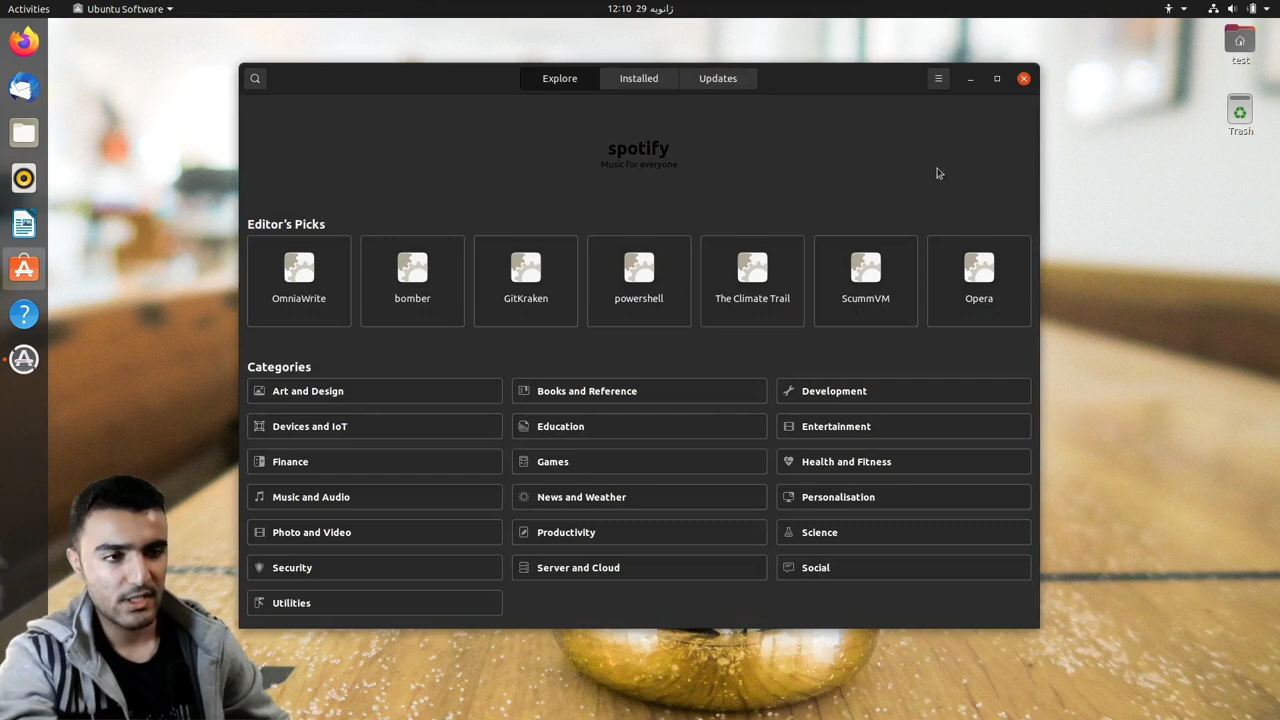 Activities
Ubuntu Software
12:10 29 ژانویه
test
Trash
Explore
Installed
Updates
spotify
Music for everyone
Editor's Picks
OmniaWrite
bomber
GitKraken
powershell
The Climate Trail
ScummVM
Opera
Categories
Art and Design
Books and Reference
Development
Devices and IoT
Education
Entertainment
Finance
Games
Health and Fitness
Music and Audio
News and Weather
Personalisation
Photo and Video
Productivity
Science
Security
Server and Cloud
Social
Utilities